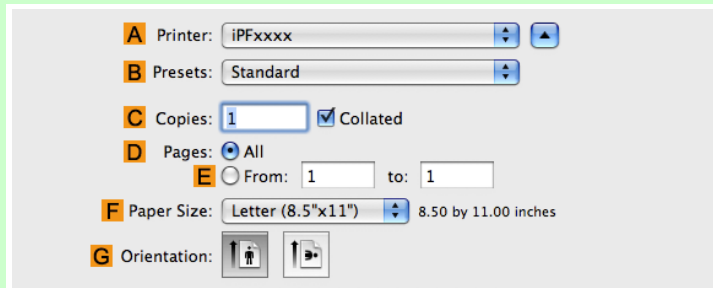 A Printer: iPFxxxx
B Presets: Standard
C Copies: 1 Collated
D Pages: All
E From: 1 to: 1
F Paper Size: Letter (8.5"x11") 8.50 by 11.00 inches
G Orientation: